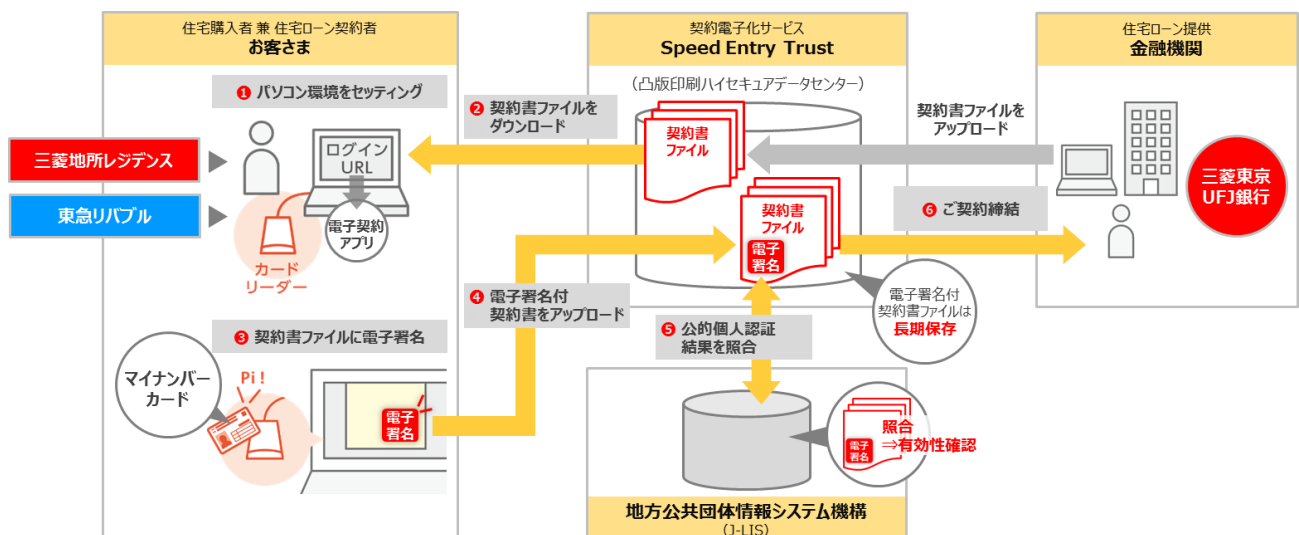 住宅購入者 兼 住宅ローン契約者
お客さま
❶ パソコン環境をセッティング
三菱地所レジデンス
東急リバブル
ログイン
URL
電子契約
アプリ
カード
リーダー
❷ 契約書ファイルを
ダウンロード
❸ 契約書ファイルに電子署名
マイナンバー
カード
Pi!
電子
署名
❹ 電子署名付
契約書をアップロード
契約電子化サービス
Speed Entry Trust
(凸版印刷ハイセキュアデータセンター)
契約書
ファイル
契約書
ファイル
電子
署名
電子署名付
契約書ファイルは
長期保存
❺ 公的個人認証
結果を照合
照合
⇒有効性確認
電子
署名
地方公共団体情報システム機構
(J-LIS)
住宅ローン提供
金融機関
契約書ファイルを
アップロード
三菱東京
UFJ銀行
❻ ご契約締結